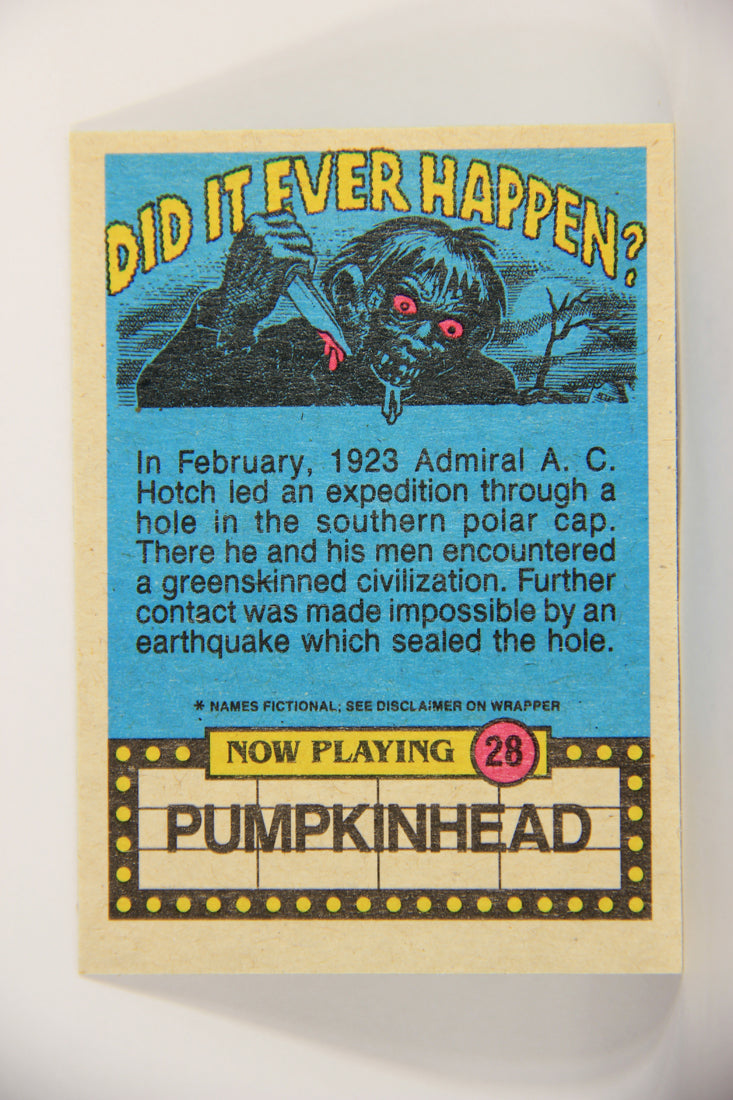 DID IT EVER HAPPEN?
In February, 1923 Admiral A. C.
Hotch led an expedition through a
hole in the southern polar cap.
There he and his men encountered
a greenskinned civilization. Further
contact was made impossible by an
earthquake which sealed the hole.
* NAMES FICTIONAL; SEE DISCLAIMER ON WRAPPER
NOW PLAYING 28
PUMPKINHEAD